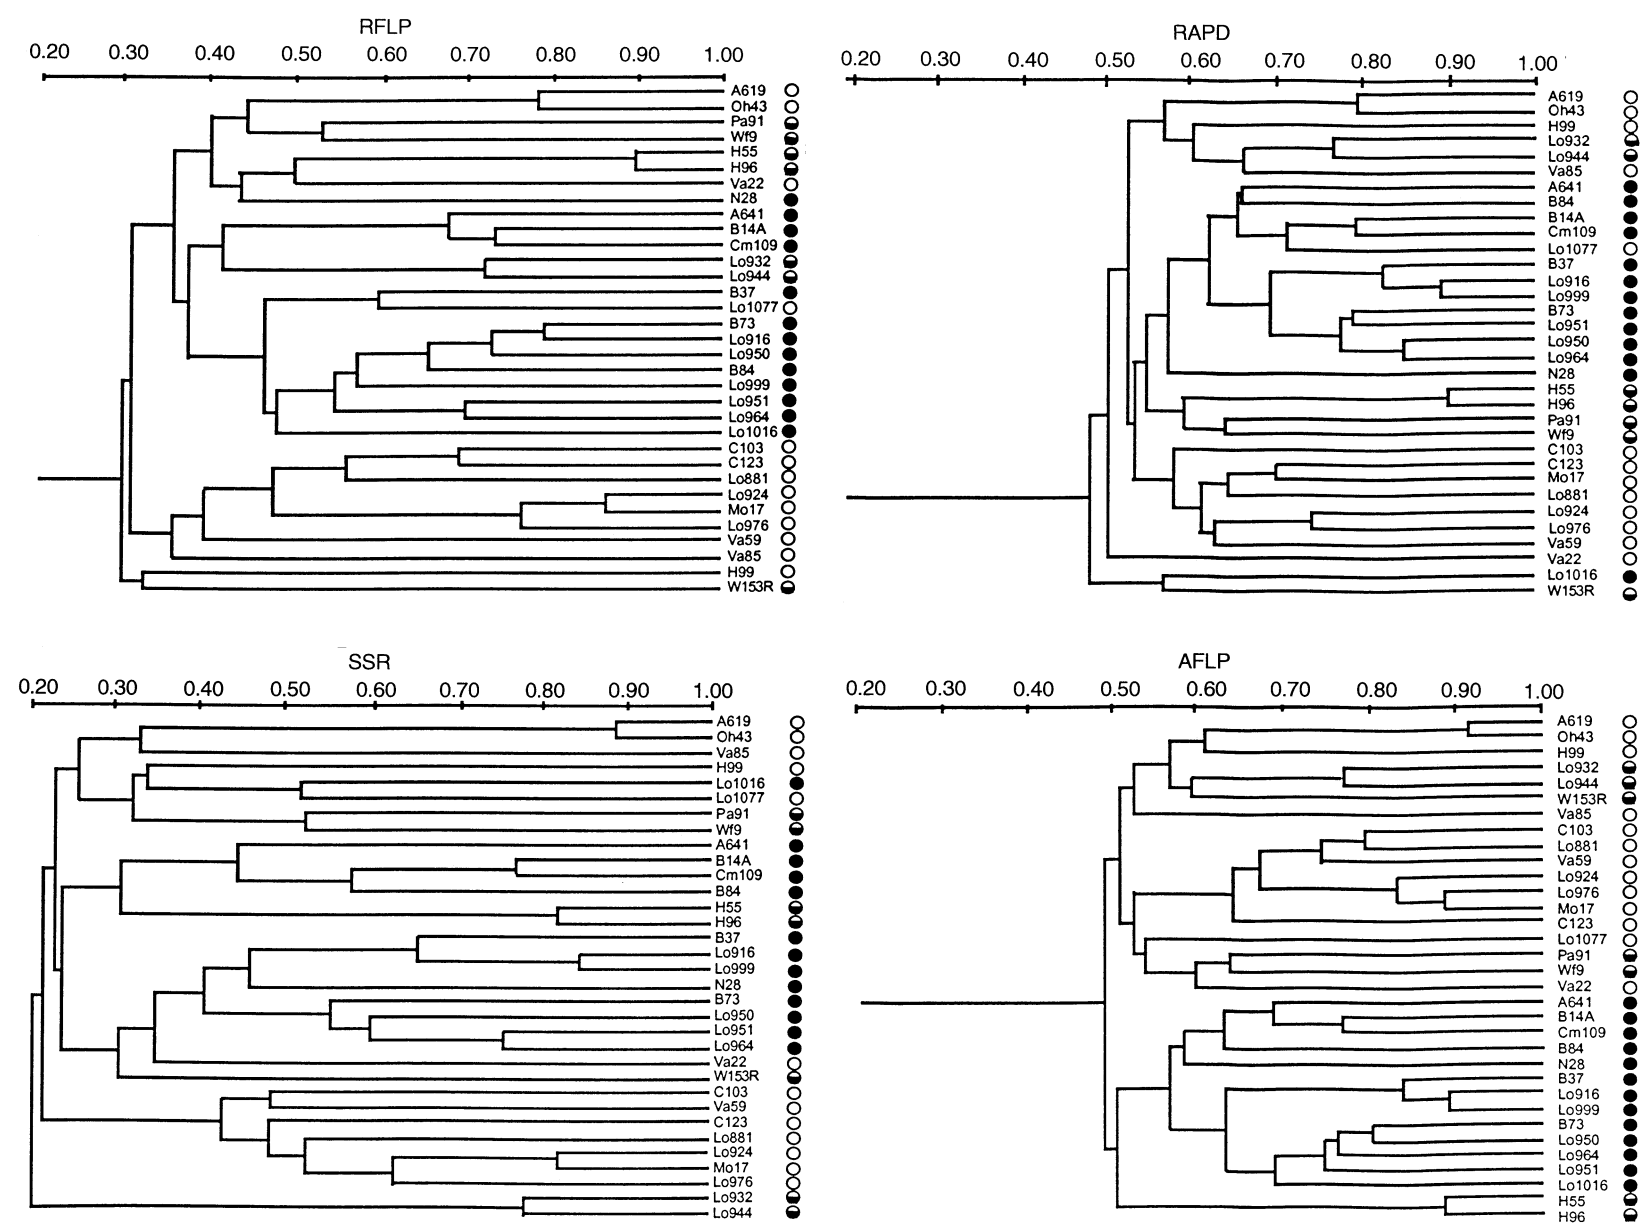 RFLP
0.20 0.30 0.40 0.50 0.60 0.70 0.80 0.90 1.00
A619
Oh43
Pa91
Wf9
H55
H96
Va22
N28
A641
B14A
Cm109
Lo932
Lo944
B37
Lo1077
B73
Lo916
Lo950
B84
Lo999
Lo951
Lo964
Lo1016
C103
C123
Lo881
Lo924
Mo17
Lo976
Va59
Va85
H99
W153R
RAPD
0.20 0.30 0.40 0.50 0.60 0.70 0.80 0.90 1.00
A619
Oh43
H99
Lo932
Lo944
Va85
A641
B84
B14A
Cm109
Lo1077
B37
Lo916
Lo999
B73
Lo951
Lo950
Lo964
N28
H55
H96
Pa91
Wf9
C103
C123
Mo17
Lo881
Lo924
Lo976
Va59
Va22
Lo1016
W153R
SSR
0.20 0.30 0.40 0.50 0.60 0.70 0.80 0.90 1.00
A619
Oh43
Va85
H99
Lo1016
Lo1077
Pa91
Wf9
A641
B14A
Cm109
B84
H55
H96
B37
Lo916
Lo999
N28
B73
Lo950
Lo951
Lo964
Va22
W153R
C103
Va59
C123
Lo881
Lo924
Mo17
Lo976
Lo932
Lo944
AFLP
0.20 0.30 0.40 0.50 0.60 0.70 0.80 0.90 1.00
A619
Oh43
H99
Lo932
Lo944
W153R
Va85
C103
Lo881
Va59
Lo924
Lo976
Mo17
C123
Lo1077
Pa91
Wf9
Va22
A641
B14A
Cm109
B84
N28
B37
Lo916
Lo999
B73
Lo950
Lo964
Lo951
Lo1016
H55
H96